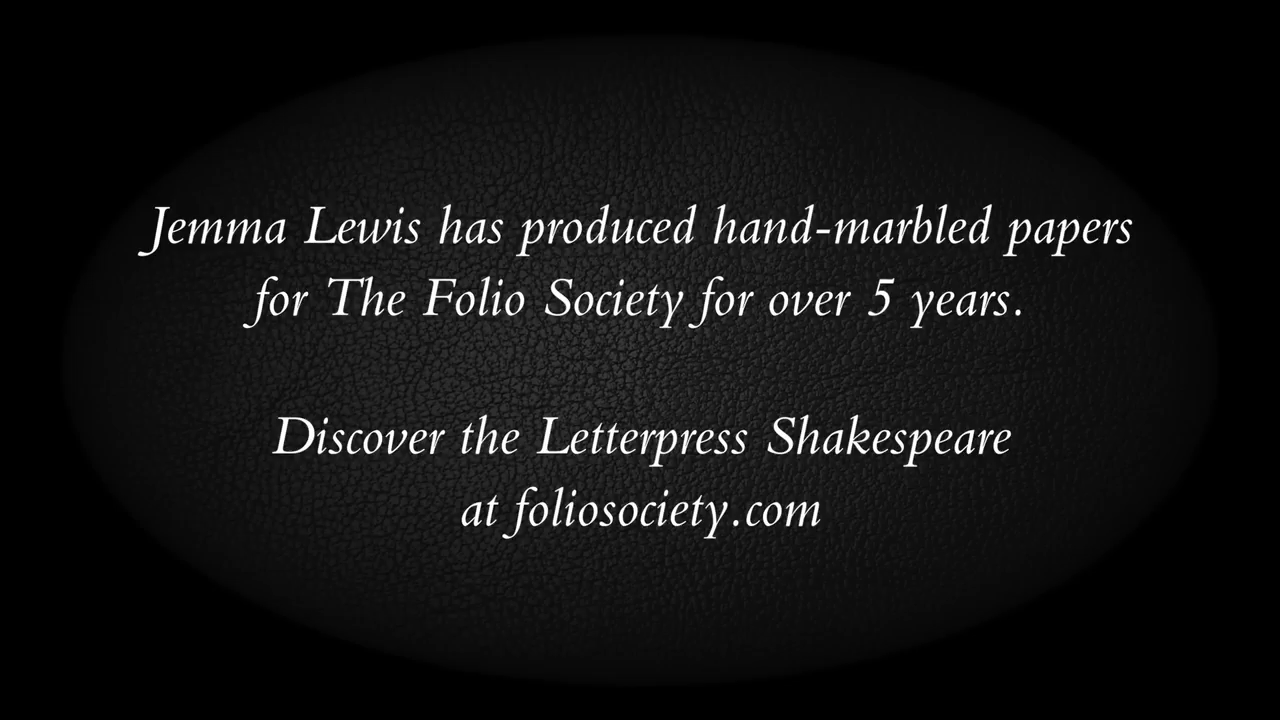 Jemma Lewis has produced hand-marbled papers
for The Folio Society for over 5 years.
Discover the Letterpress Shakespeare
at foliosociety.com